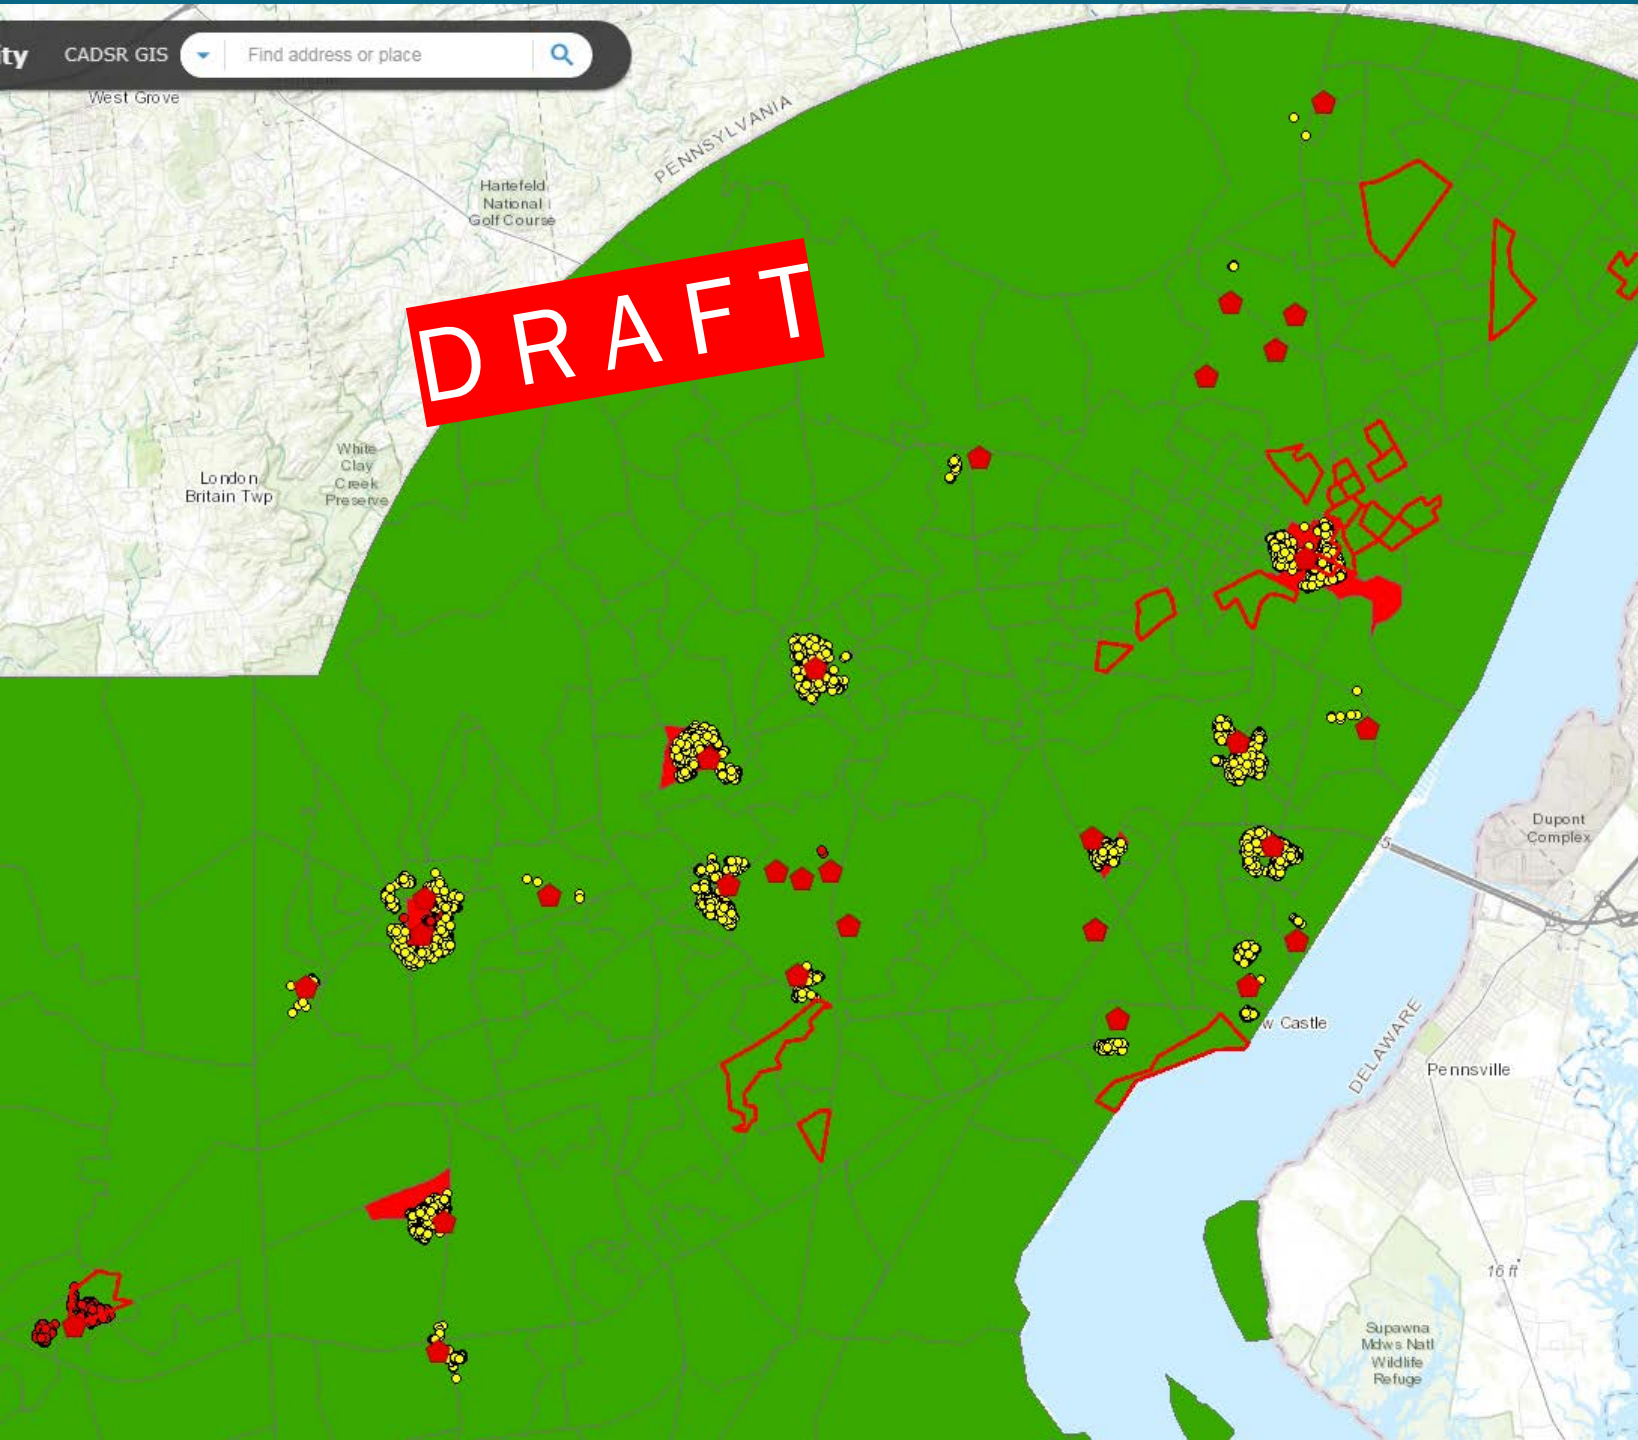 ity CADSR GIS Find address or place
West Grove
PENNSYLVANIA
Hartefeld
National
Golf Course
DRAFT
White
Clay
Creek
Preserve
London
Britain Twp
Dupont
Complex
w Castle
DELAWARE
Pennsville
16 ft
Supawna
Mdws Natl
Wildlife
Refuge